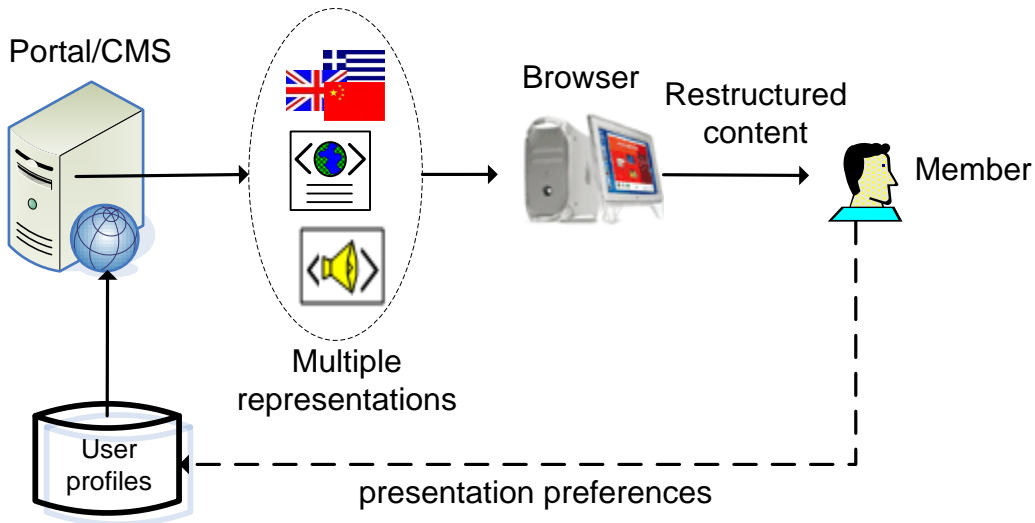 Portal/CMS
Browser
Restructured
content
Member
Multiple
representations
User
profiles
presentation preferences